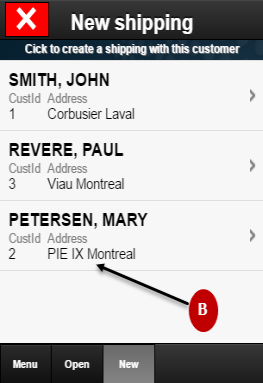 New shipping
Cick to create a shipping with this customer
SMITH, JOHN
CustId Address
1 Corbusier Laval
REVERE, PAUL
CustId Address
3 Viau Montreal
PETERSEN, MARY
CustId Address
2 PIE IX Montreal
B
Menu Open New